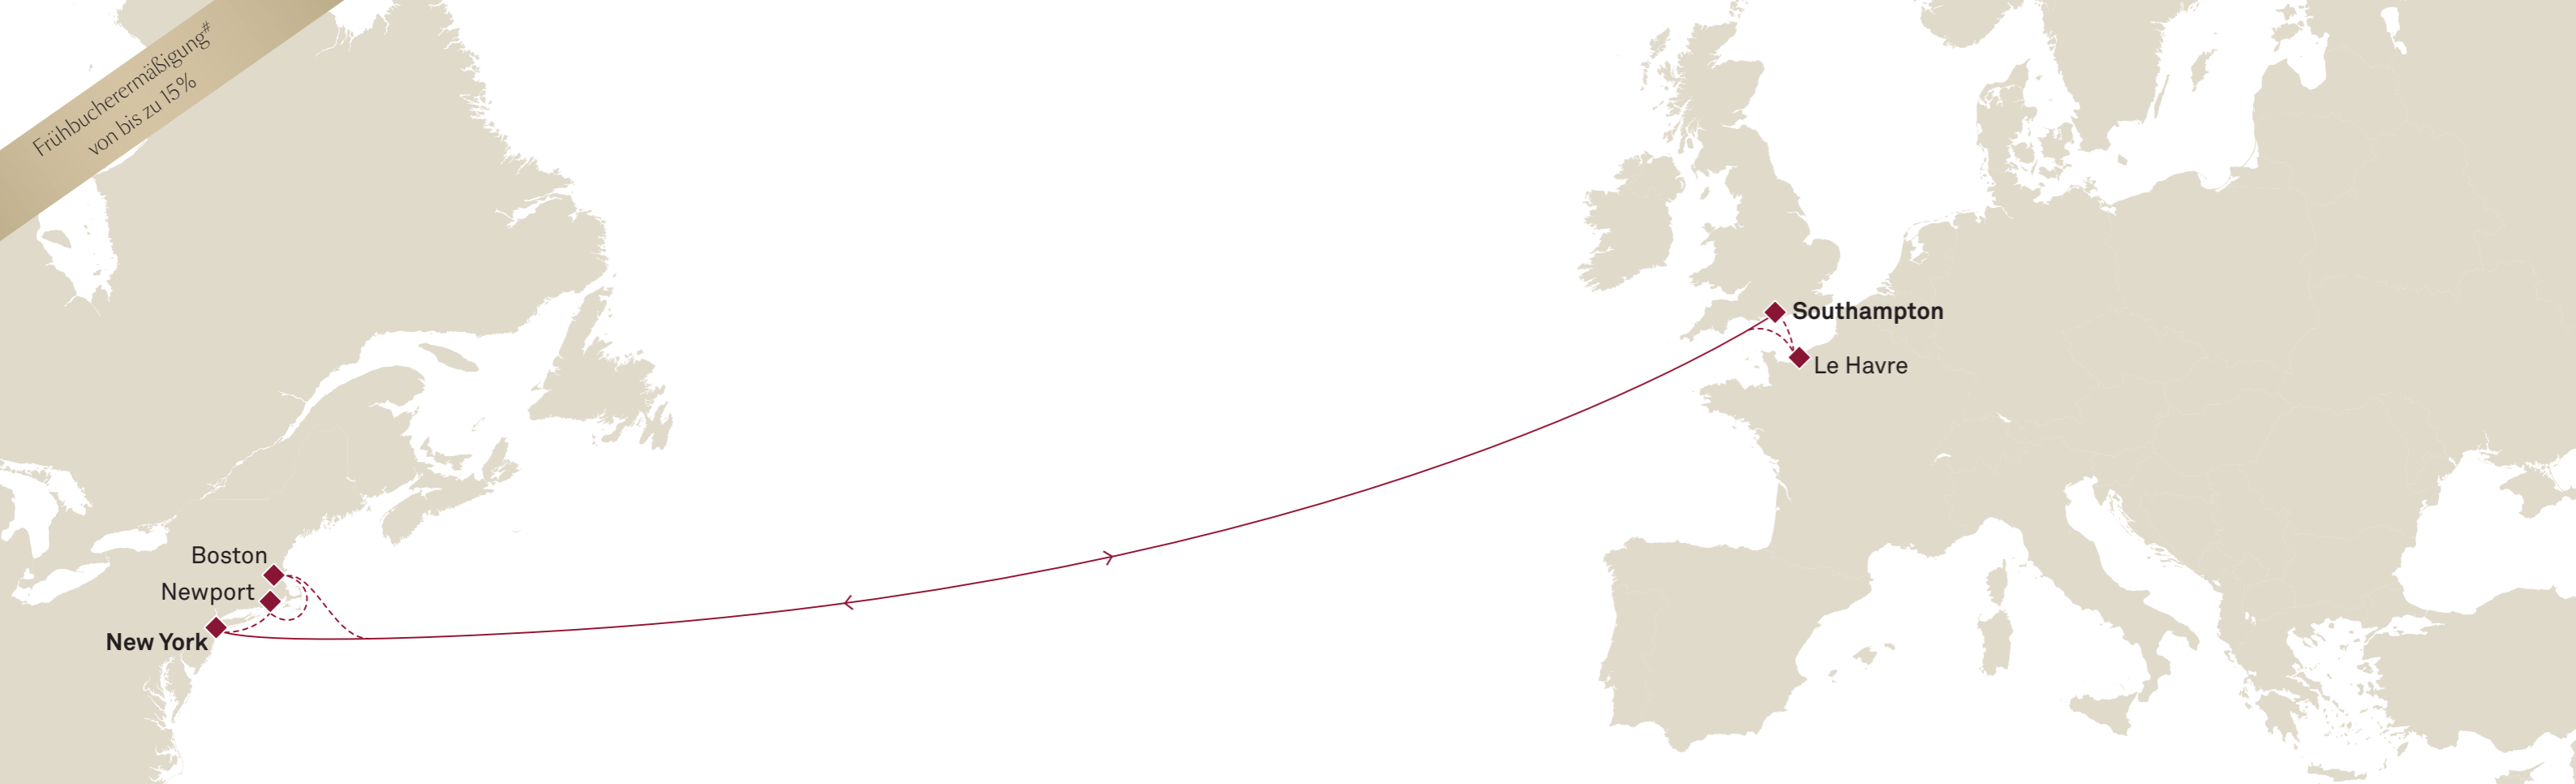 Frühbucherermäßigung#
von bis zu 15%
Southampton
Le Havre
Boston
Newport
New York